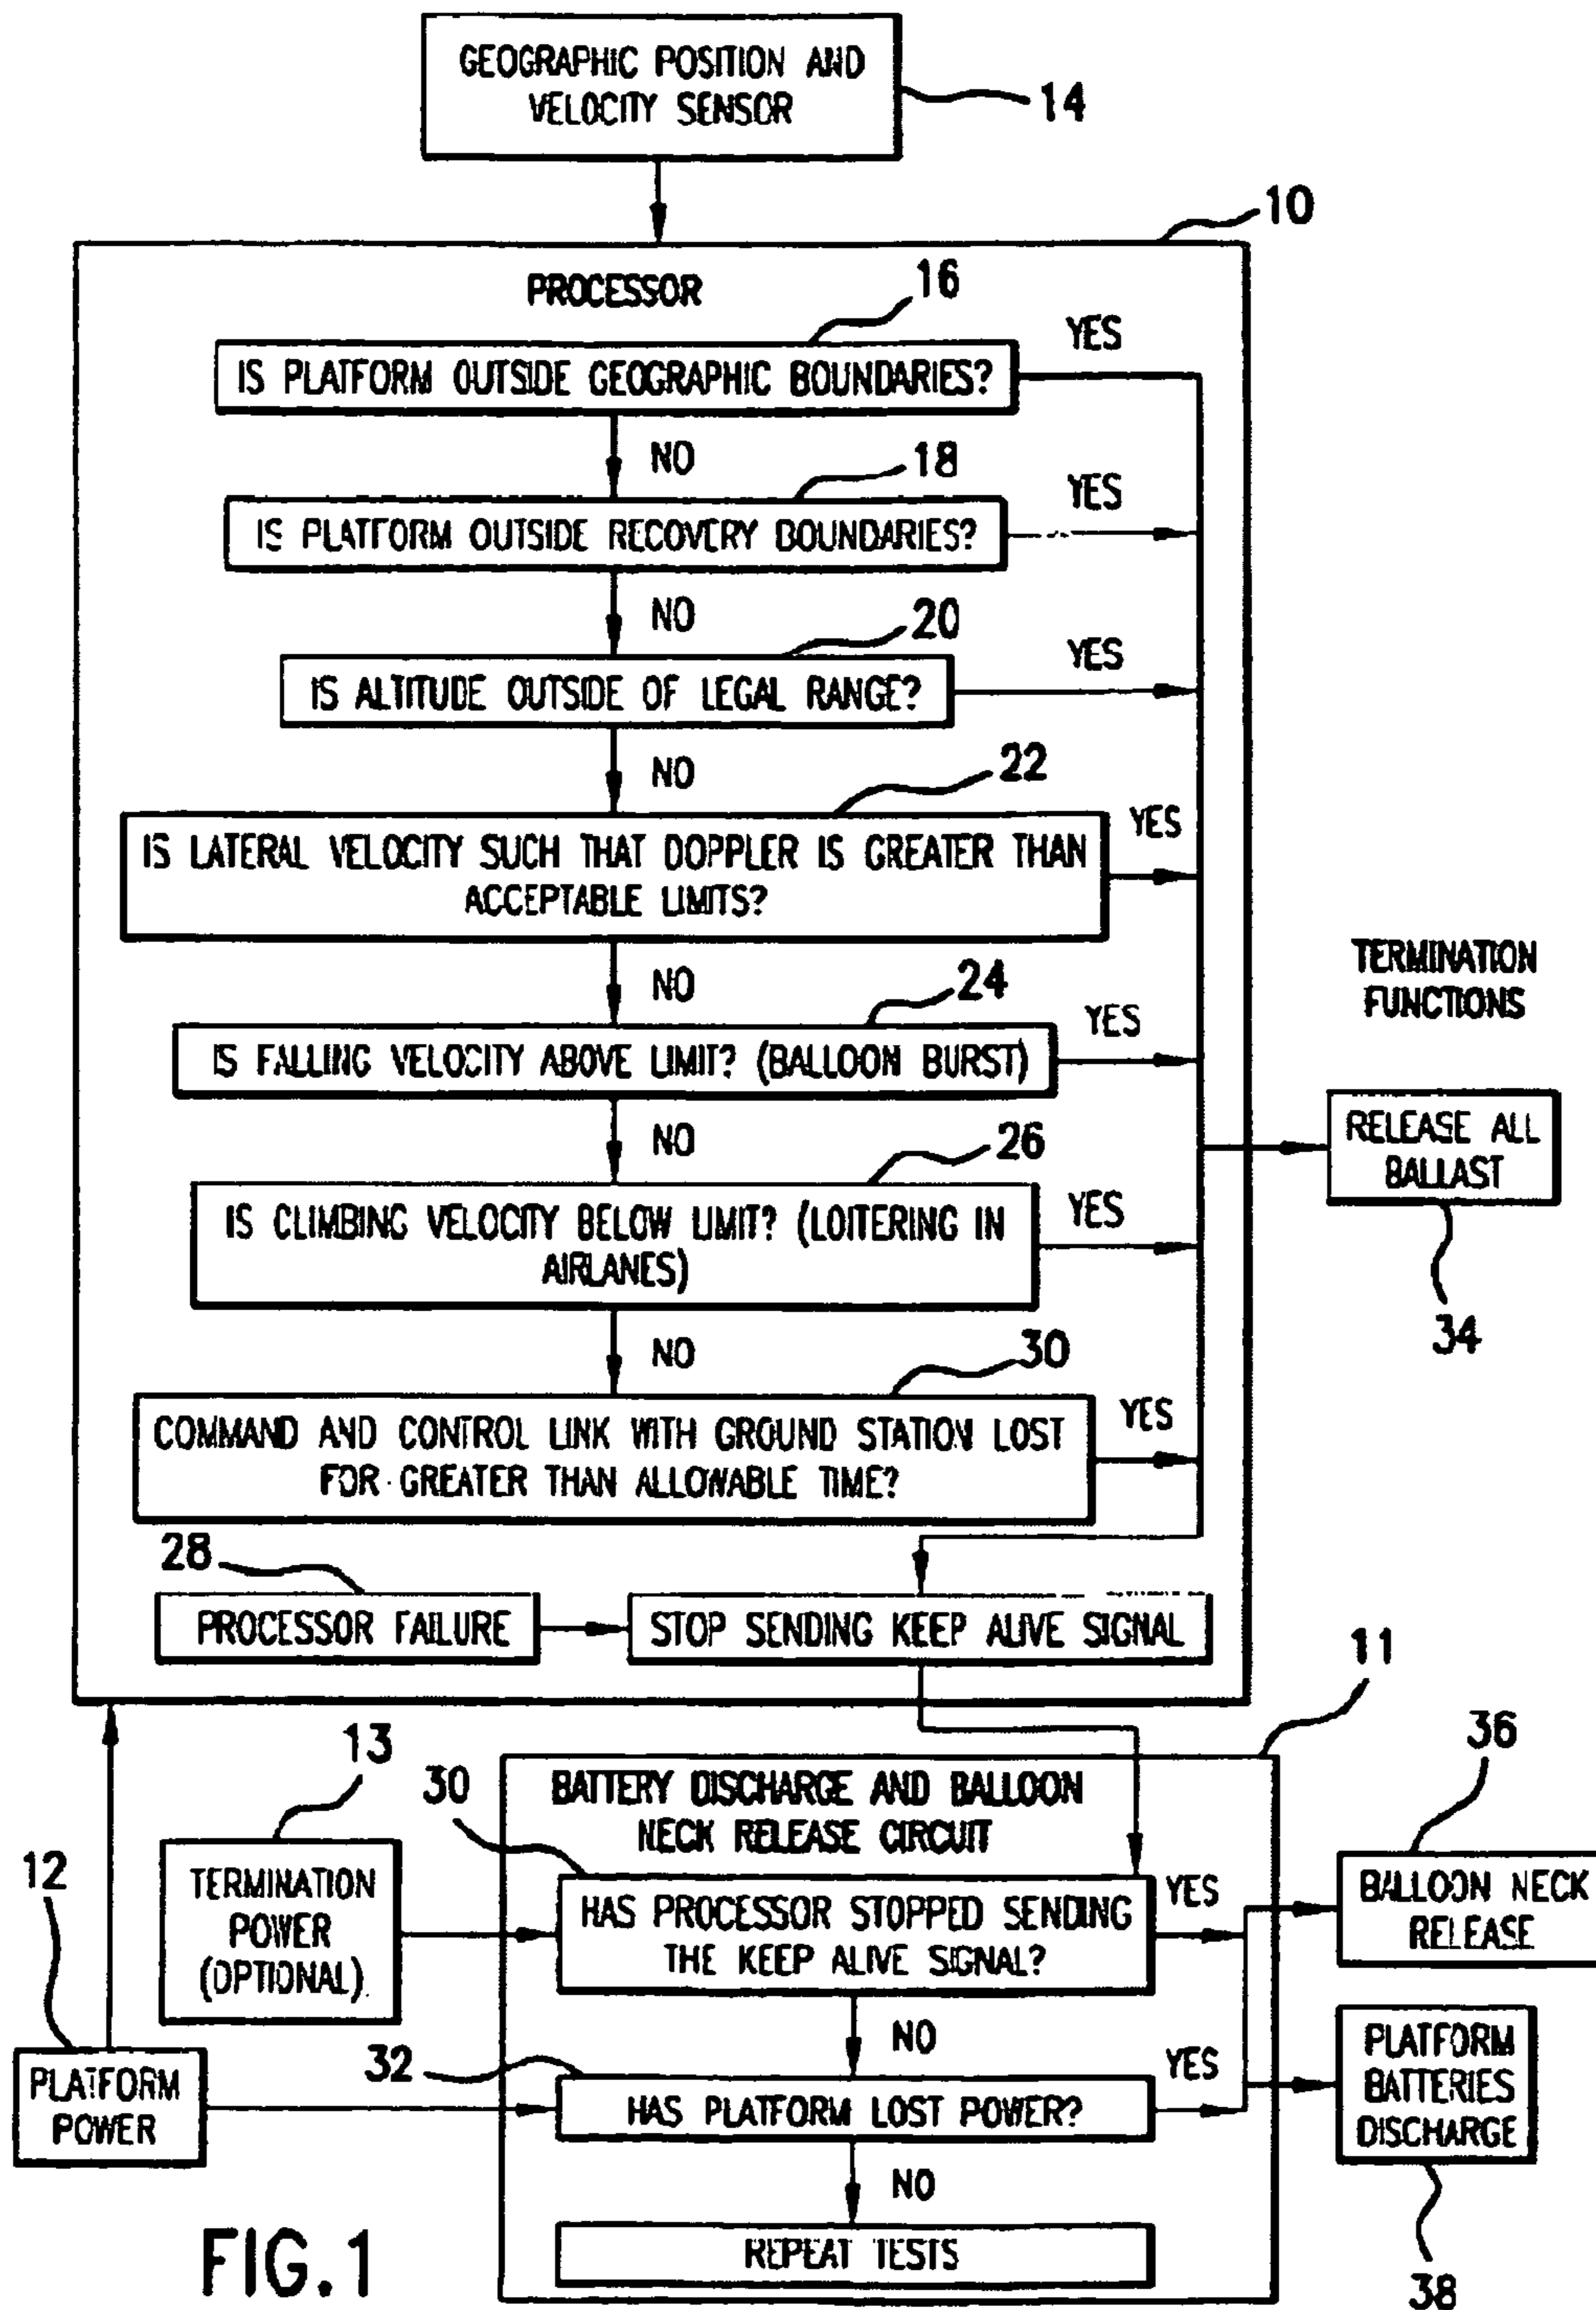 GEOGRAPHIC POSITION AND
VELOCITY SENSOR
14
10
PROCESSOR
16
IS PLATFORM OUTSIDE GEOGRAPHIC BOUNDARIES?
YES
NO
18
IS PLATFORM OUTSIDE RECOVERY BOUNDARIES?
YES
NO
20
IS ALTITUDE OUTSIDE OF LEGAL RANGE?
YES
NO
22
IS LATERAL VELOCITY SUCH THAT DOPPLER IS GREATER THAN
ACCEPTABLE LIMITS?
YES
NO
24
IS FALLING VELOCITY ABOVE LIMIT? (BALLOON BURST)
YES
TERMINATION
FUNCTIONS
NO
26
RELEASE ALL
BALLAST
34
IS CLIMBING VELOCITY BELOW LIMIT? (LOITERING IN
AIRLANES)
YES
NO
30
COMMAND AND CONTROL LINK WITH GROUND STATION LOST
FOR GREATER THAN ALLOWABLE TIME?
YES
28
PROCESSOR FAILURE
STOP SENDING KEEP ALIVE SIGNAL
11
13
TERMINATION
POWER
(OPTIONAL)
12
PLATFORM
POWER
BATTERY DISCHARGE AND BALLOON
NECK RELEASE CIRCUIT
30
HAS PROCESSOR STOPPED SENDING
THE KEEP ALIVE SIGNAL?
YES
36
BALLOON NECK
RELEASE
NO
32
HAS PLATFORM LOST POWER?
YES
PLATFORM
BATTERIES
DISCHARGE
38
NO
REPEAT TESTS
FIG.1